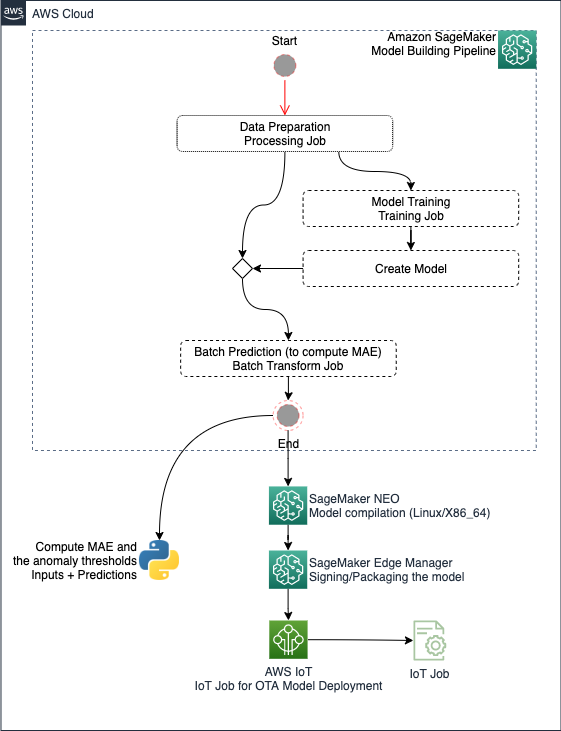 aws
AWS Cloud
Amazon SageMaker
Model Building Pipeline
Start
Data Preparation
Processing Job
Model Training
Training Job
Create Model
Batch Prediction (to compute MAE)
Batch Transform Job
End
SageMaker NEO
Model compilation (Linux/X86_64)
Compute MAE and
the anomaly thresholds
Inputs + Predictions
SageMaker Edge Manager
Signing/Packaging the model
AWS IoT
IoT Job for OTA Model Deployment
IoT Job